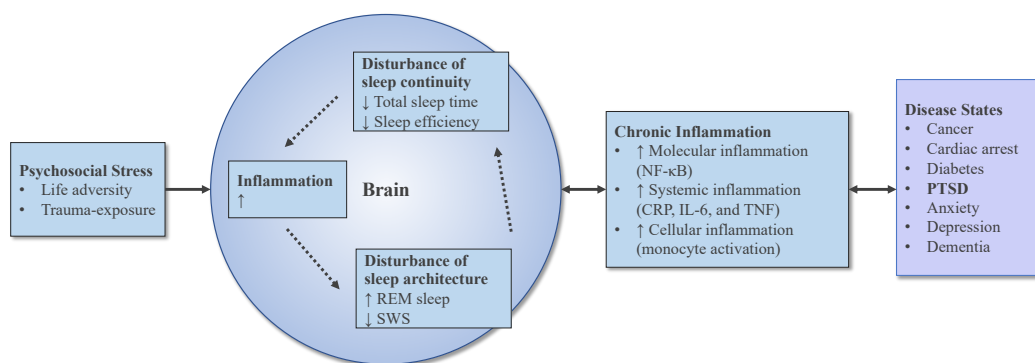 Psychosocial Stress
• Life adversity
• Trauma-exposure
Disturbance of
sleep continuity
↓ Total sleep time
↓ Sleep efficiency
Inflammation
↑
Brain
Disturbance of
sleep architecture
↑ REM sleep
↓ SWS
Chronic Inflammation
• ↑ Molecular inflammation
(NF-κB)
• ↑ Systemic inflammation
(CRP, IL-6, and TNF)
• ↑ Cellular inflammation
(monocyte activation)
Disease States
• Cancer
• Cardiac arrest
• Diabetes
• PTSD
• Anxiety
• Depression
• Dementia